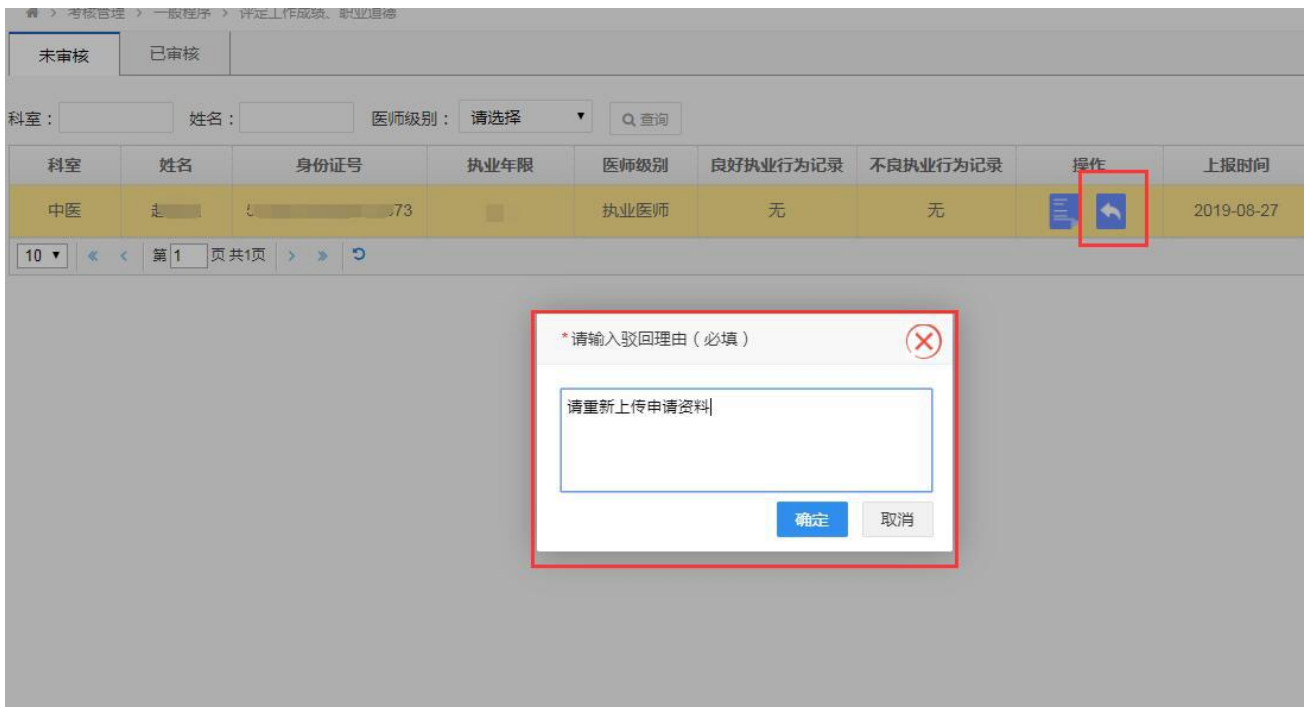 考核管理 > 一般程序 > 评定工作成绩、职业道德
未审核 已审核
科室： 姓名： 医师级别： 请选择 查询
科室 姓名 身份证号 执业年限 医师级别 良好执业行为记录 不良执业行为记录 操作 上报时间
中医 73 执业医师 无 无 2019-08-27
10 第 1 页 共1页
*请输入驳回理由（必填）
请重新上传申请资料
确定 取消